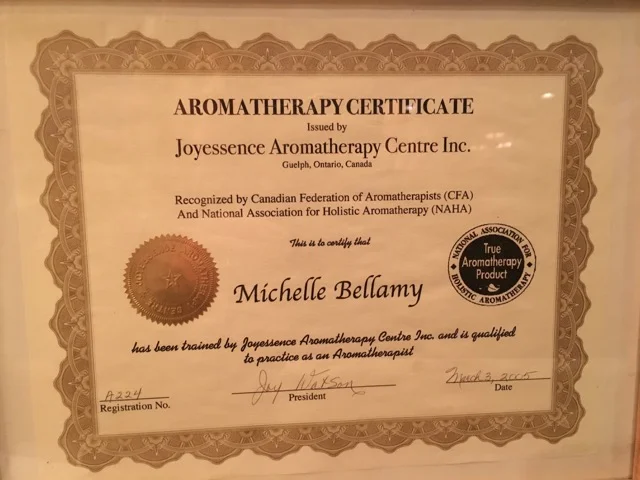 AROMATHERAPY CERTIFICATE
Issued by
Joyessence Aromatherapy Centre Inc.
Guelph, Ontario, Canada
Recognized by Canadian Federation of Aromatherapists (CFA)
And National Association for Holistic Aromatherapy (NAHA)
This is to certify that
NATIONAL ASSOCIATION FOR
True
Aromatherapy
Product
HOLISTIC AROMATHERAPY
Michelle Bellamy
has been trained by Joyessence Aromatherapy Centre Inc. and is qualified
to practice as an Aromatherapist
A224
Registration No.
Joy Watson
President
March 3, 2005
Date